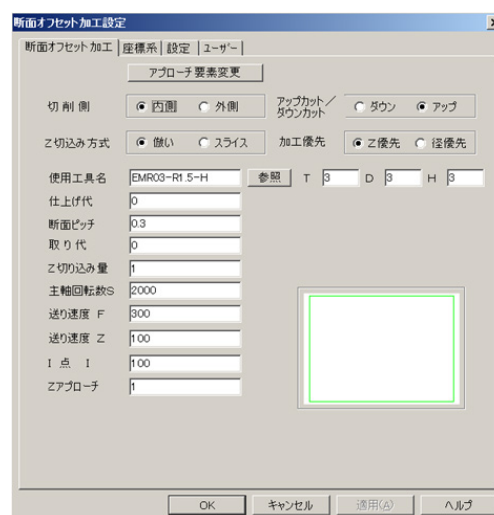 断面オフセット加工設定
断面オフセット加工 座標系 設定 ユーザー
アプローチ要素変更
切削側 内側 外側 アップカット/ダウンカット ダウン アップ
Z切込み方式 倣い スライス 加工優先 Z優先 径優先
使用工具名 EMR03-R1.5-H 参照 T 3 D 3 H 3
仕上げ代 0
断面ピッチ 0.3
取り代 0
Z切り込み量 1
主軸回転数S 2000
送り速度 F 300
送り速度 Z 100
I 点 I 100
Zアプローチ 1
OK キャンセル 適用(A) ヘルプ